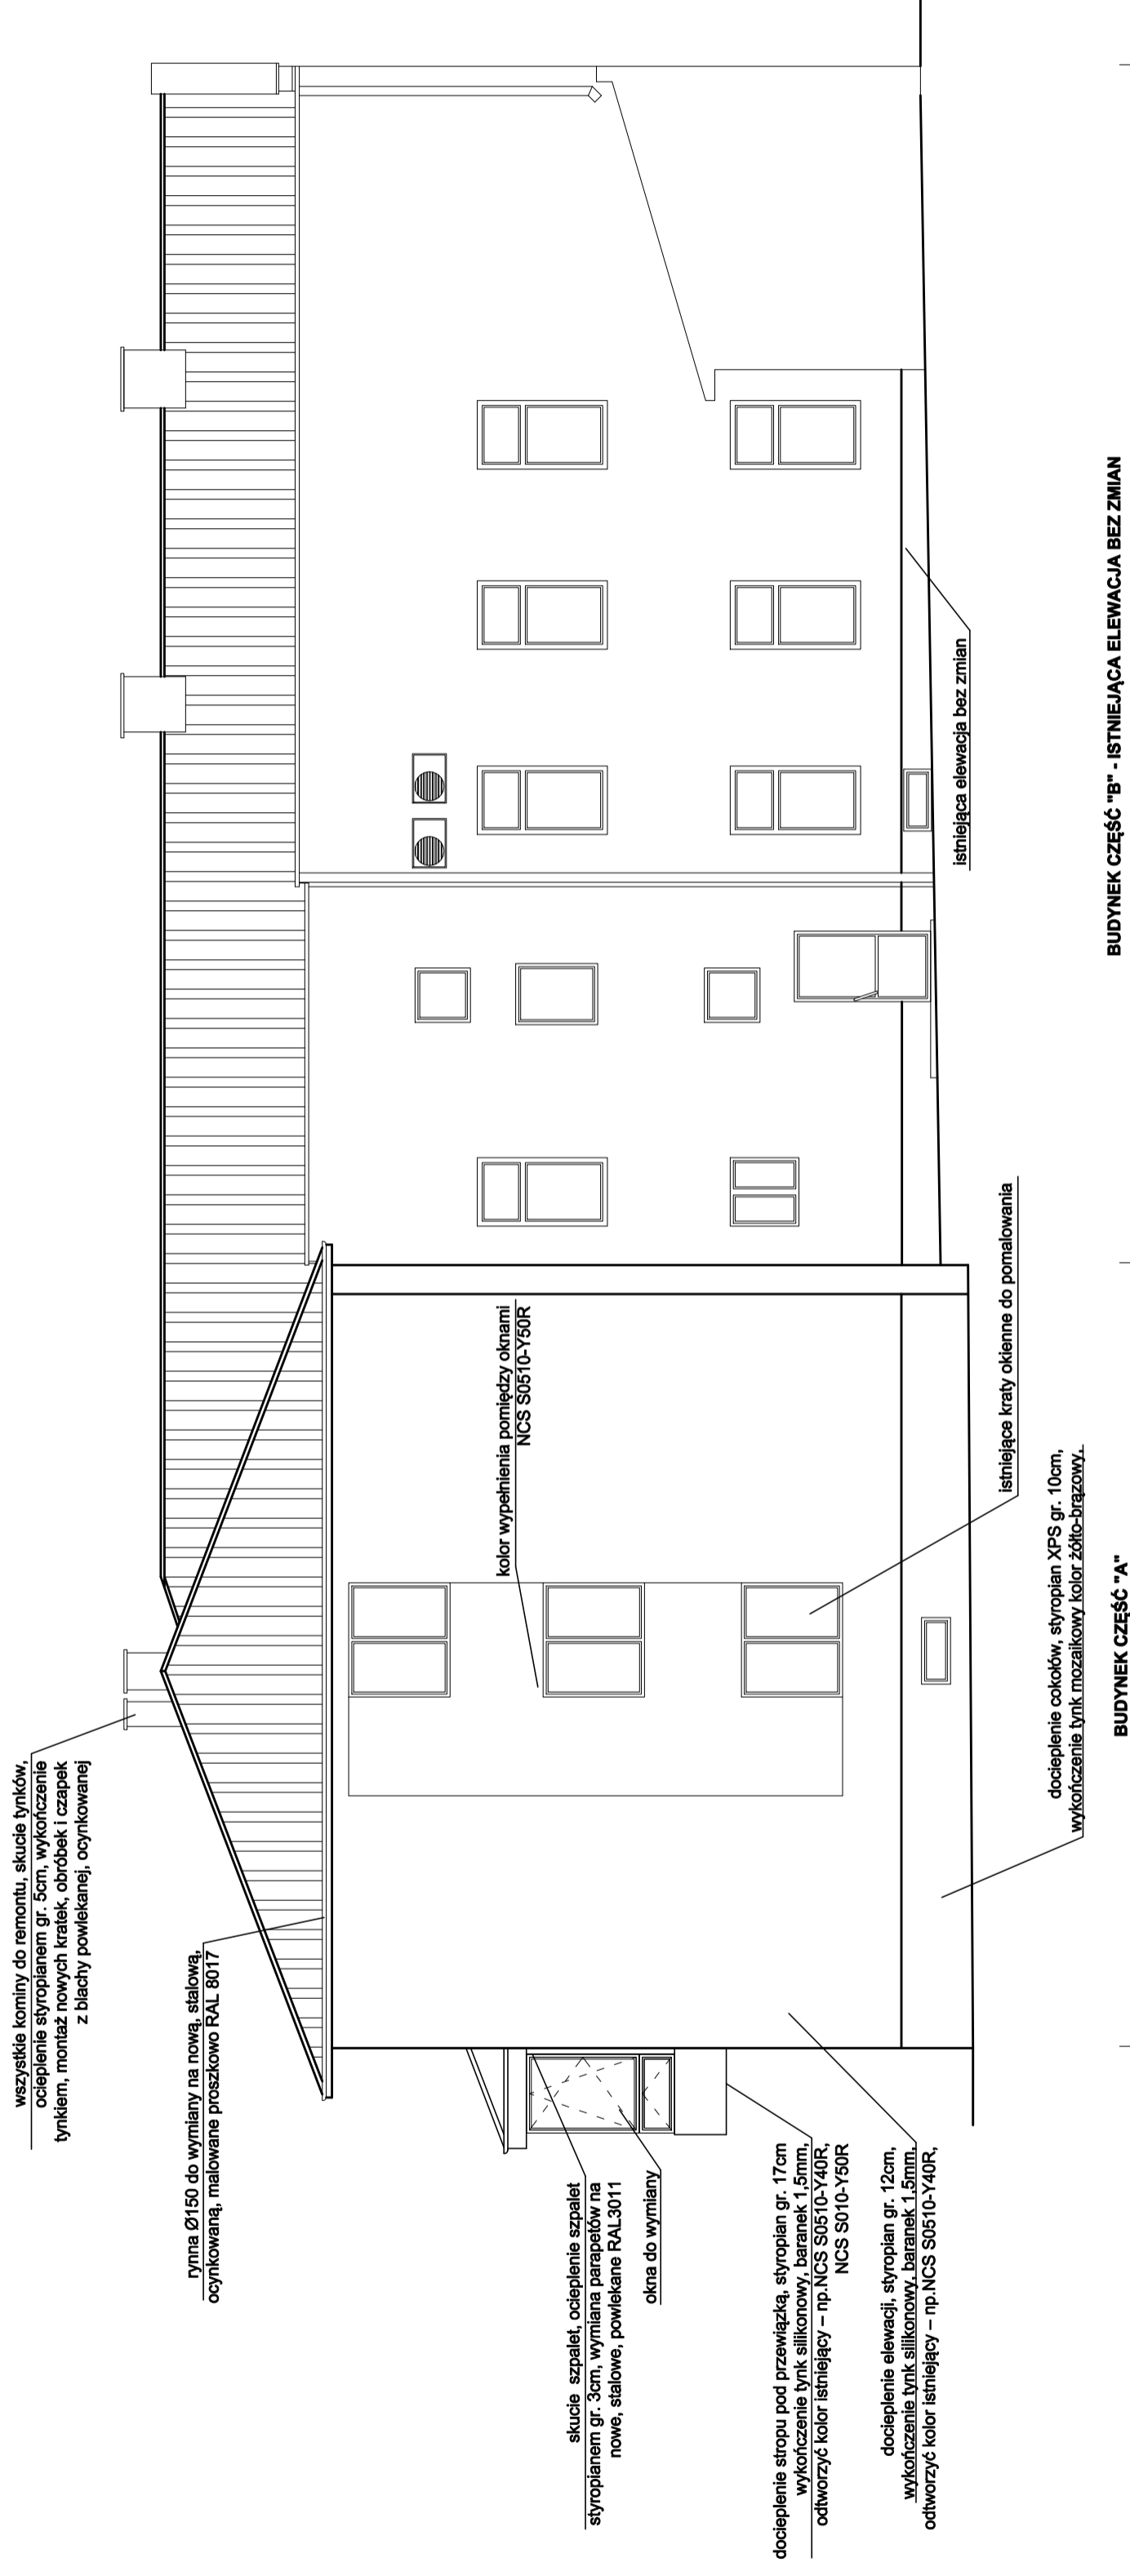 wszystkie kominy do remontu, skucie tynków,
ocieplenie styropianem gr. 5cm, wykończenie
tynkiem, montaż nowych kratek, obróbek i czapek
z blachy powlekanej, ocynkowanej
rynna Ø150 do wymiany na nową, stalową,
ocynkowaną, malowane proszkowo RAL 8017
skucie szpalet, ocieplenie szpalet
styropianem gr. 3cm, wymiana parapetów na
nowe, stalowe, powlekane RAL3011
okna do wymiany
docieplenie stropu pod przewiązką, styropian gr. 17cm
wykończenie tynk silikonowy, baranek 1,5mm,
odtworzyć kolor istniejący – np.NCS S0510-Y40R,
NCS S010-Y50R
docieplenie elewacji, styropian gr. 12cm,
wykończenie tynk silikonowy, baranek 1.5mm,
odtworzyć kolor istniejący – np.NCS S0510-Y40R,
kolor wypełnienia pomiędzy oknami
NCS S0510-Y50R
istniejące kraty okienne do pomalowania
docieplenie cokołów, styropian XPS gr. 10cm,
wykończenie tynk mozaikowy kolor żółto-brązowy,
istniejąca elewacja bez zmian
BUDYNEK CZĘŚĆ "A"
BUDYNEK CZĘŚĆ "B" - ISTNIEJĄCA ELEWACJA BEZ ZMIAN